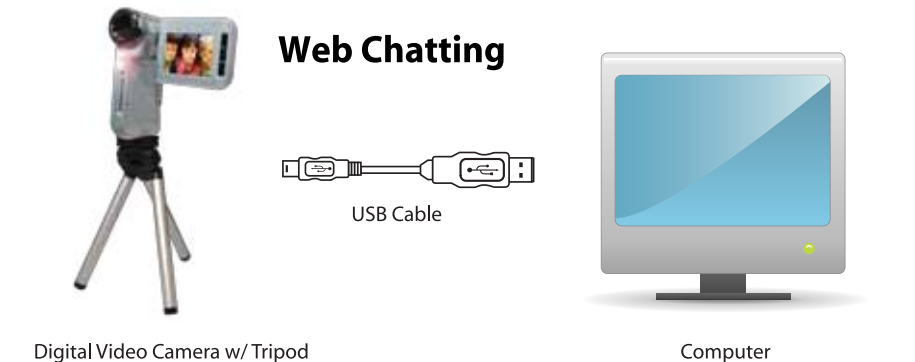 Web Chatting
USB Cable
Digital Video Camera w/ Tripod
Computer